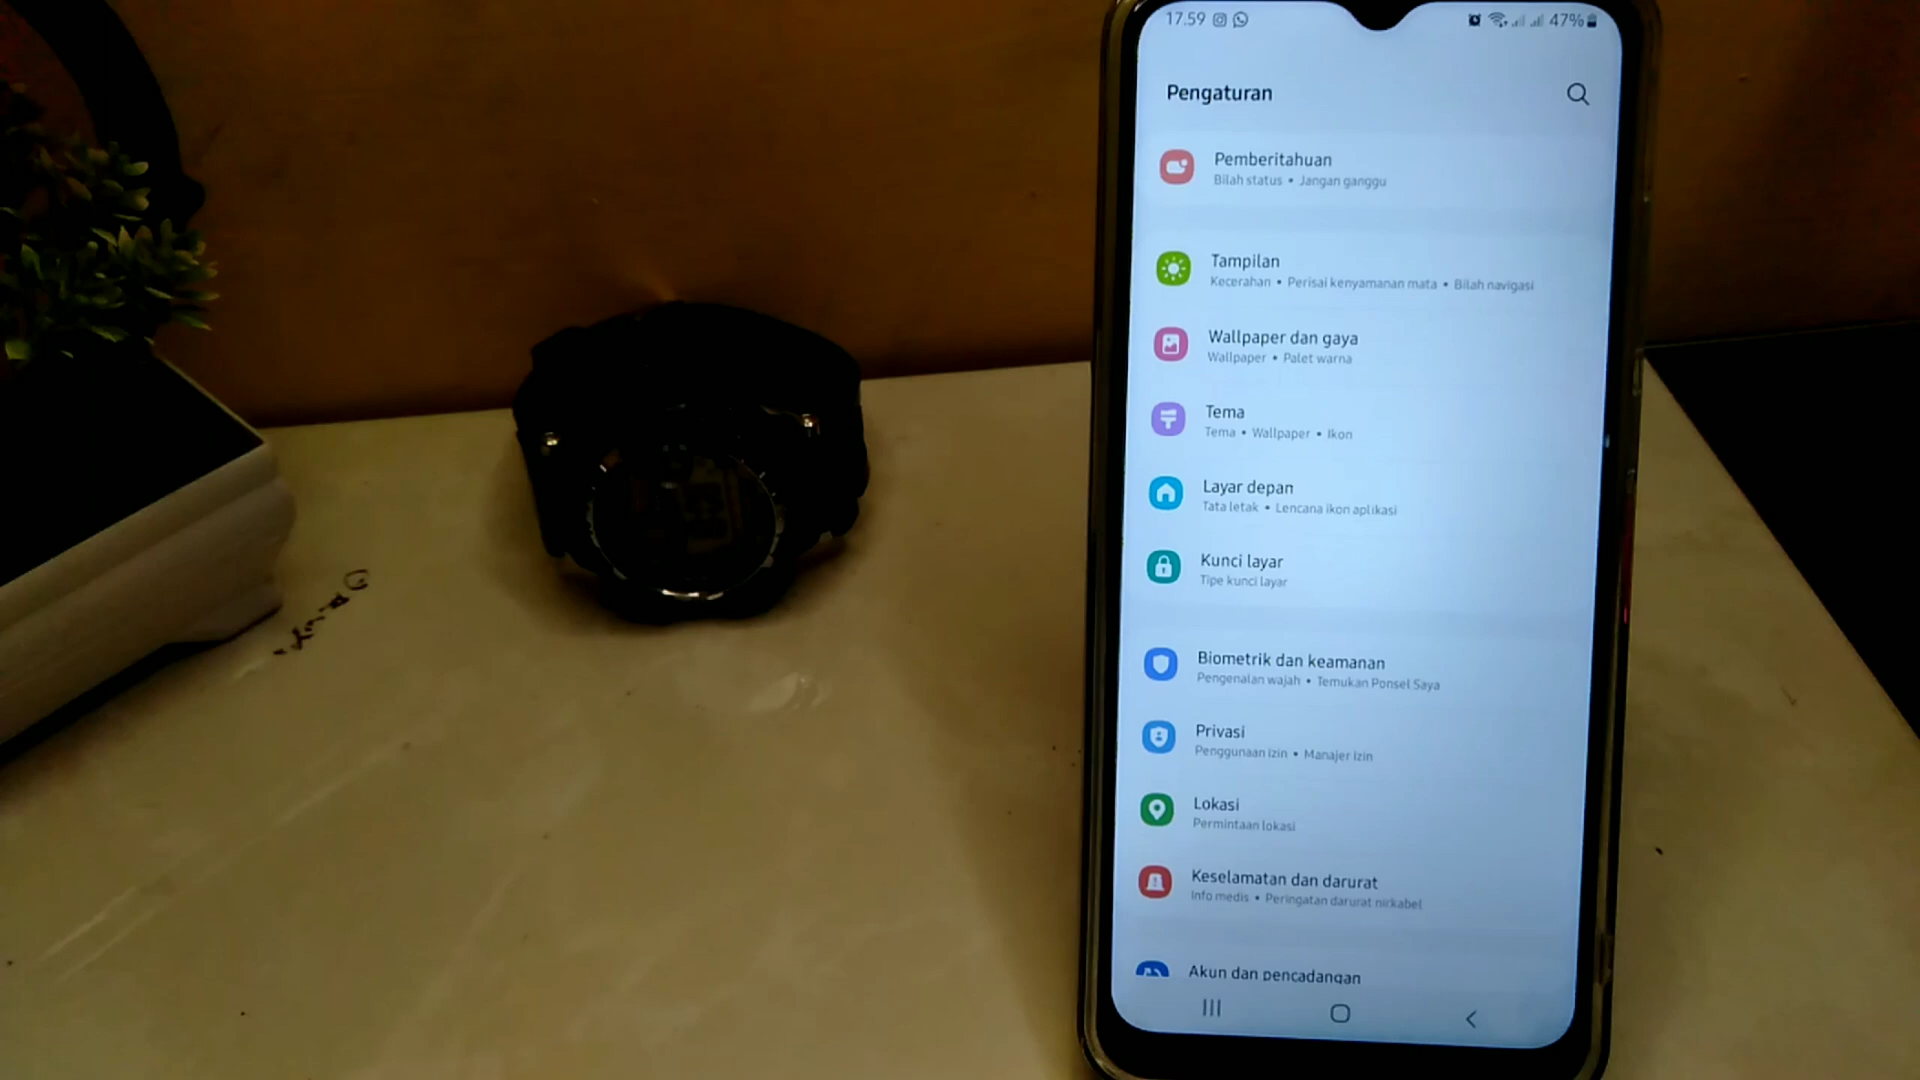 17.59 47%
Pengaturan
Pemberitahuan
Bilah status • Jangan ganggu
Tampilan
Kecerahan • Perisai kenyamanan mata • Bilah navigasi
Wallpaper dan gaya
Wallpaper • Palet warna
Tema
Tema • Wallpaper • Ikon
Layar depan
Tata letak • Lencana ikon aplikasi
Kunci layar
Tipe kunci layar
Biometrik dan keamanan
Pengenalan wajah • Temukan Ponsel Saya
Privasi
Penggunaan izin • Manajer izin
Lokasi
Permintaan lokasi
Keselamatan dan darurat
Info medis • Peringatan darurat nirkabel
Akun dan pencadangan